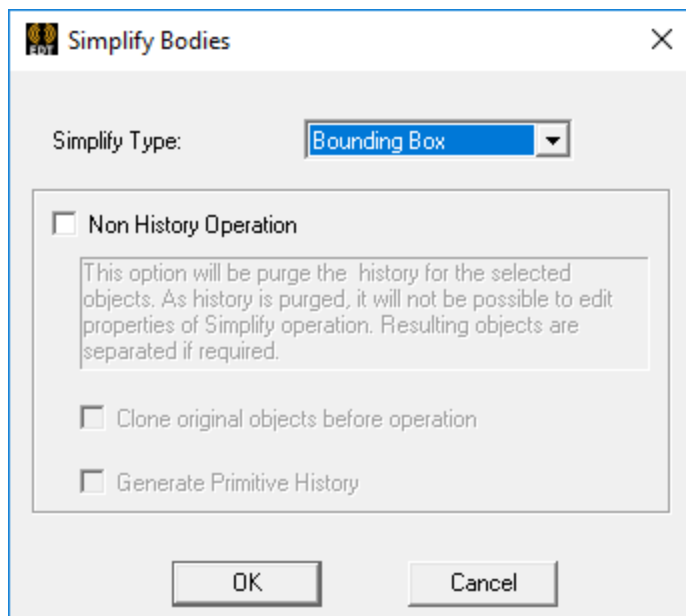 EDT Simplify Bodies
Simplify Type: Bounding Box
Non History Operation
This option will be purge the history for the selected
objects. As history is purged, it will not be possible to edit
properties of Simplify operation. Resulting objects are
separated if required.
Clone original objects before operation
Generate Primitive History
OK Cancel